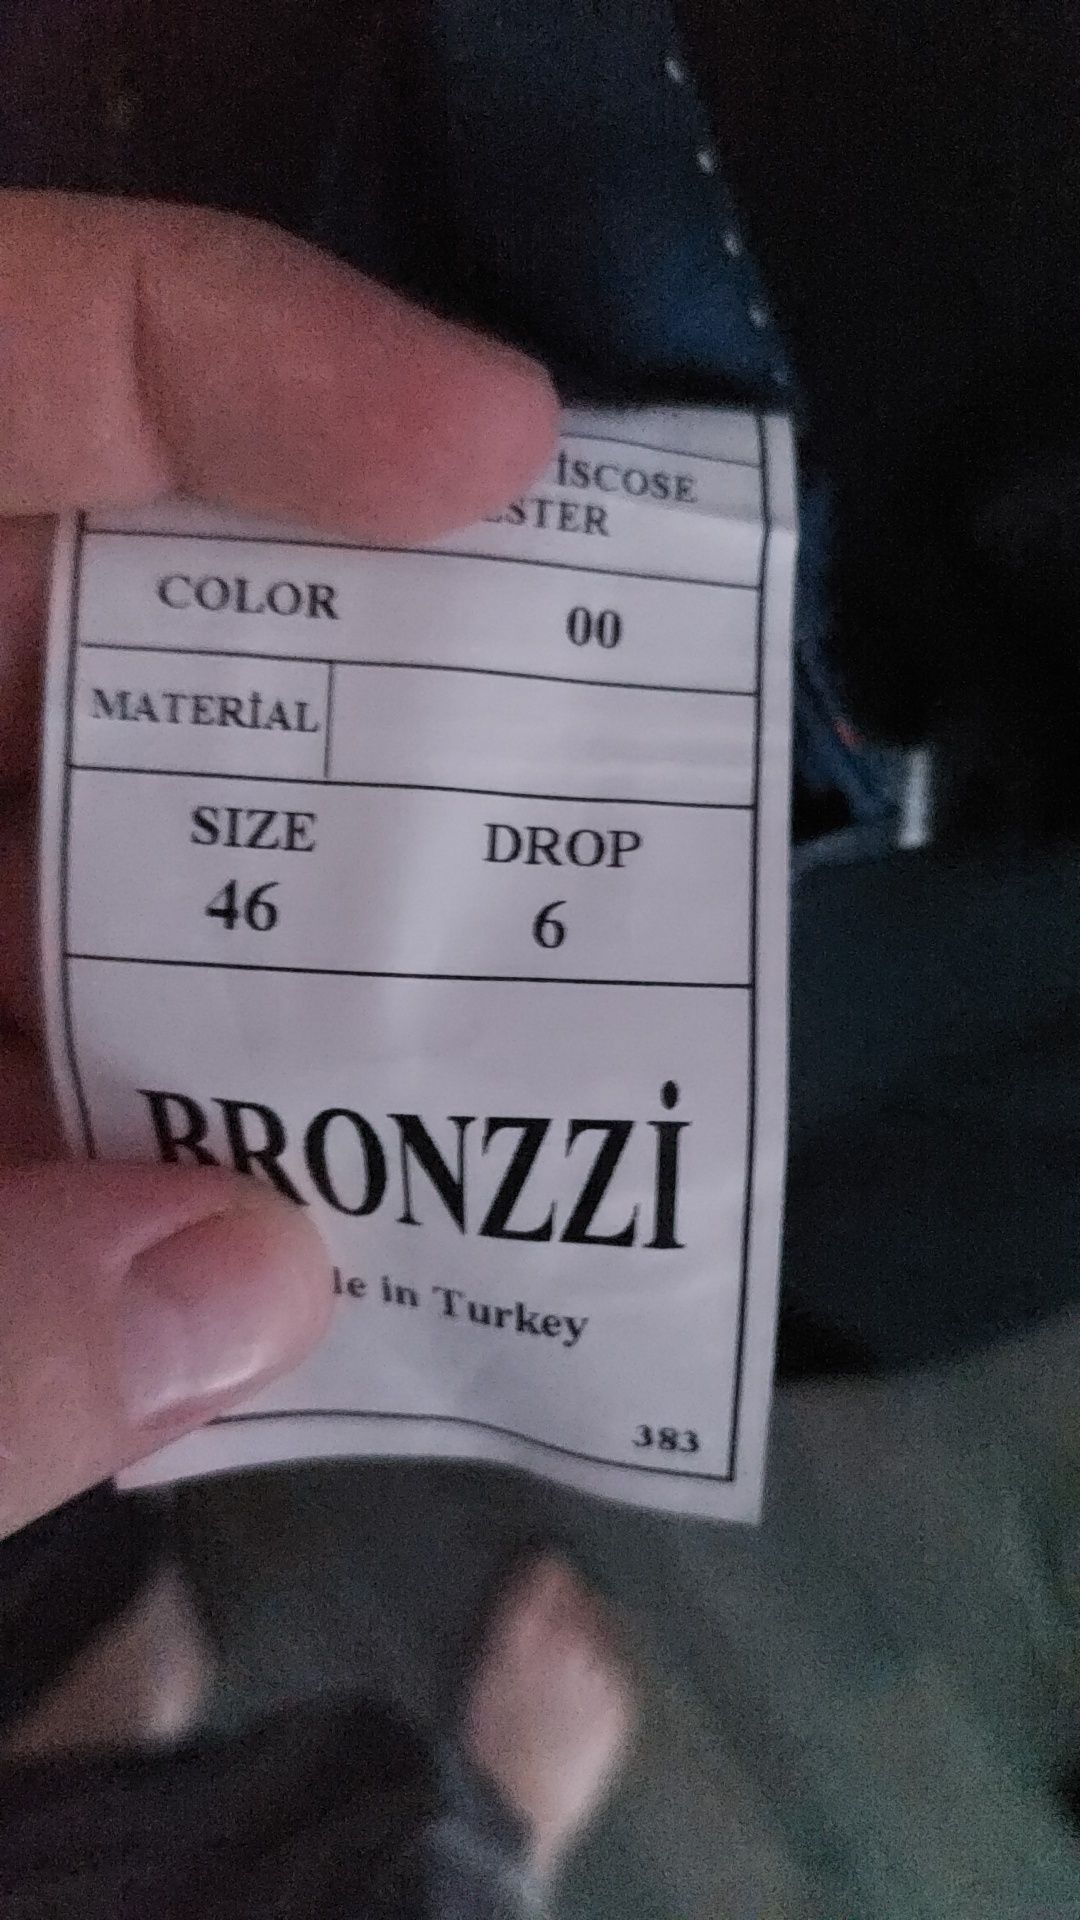 İSCOSE
ESTER
COLOR 00
MATERİAL
SIZE DROP
46 6
BRONZZİ
le in Turkey
383